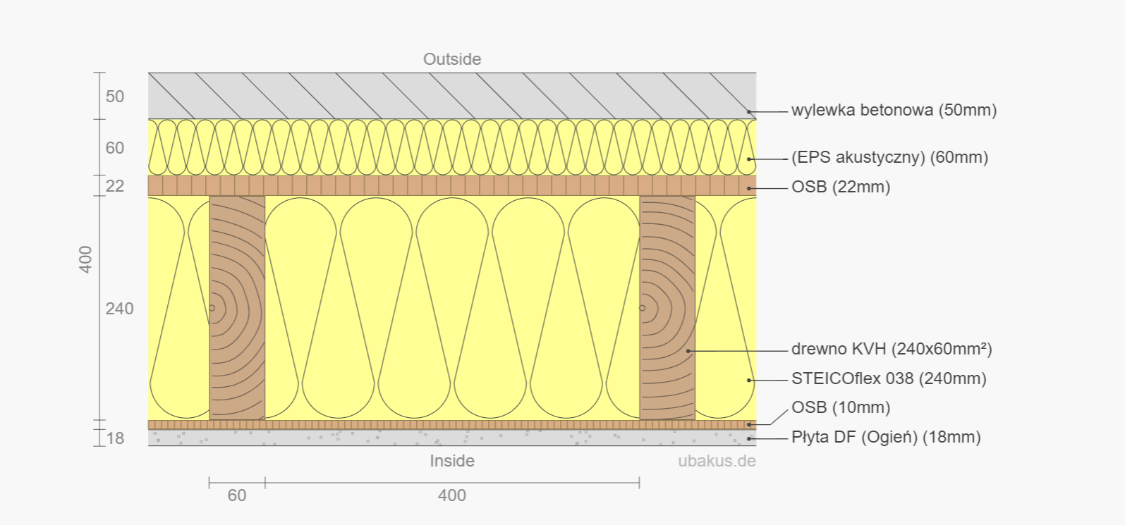 Outside
50
wylewka betonowa (50mm)
60
(EPS akustyczny) (60mm)
22
OSB (22mm)
400
240
drewno KVH (240x60mm²)
STEICOflex 038 (240mm)
OSB (10mm)
18
Płyta DF (Ogień) (18mm)
Inside
ubakus.de
60
400